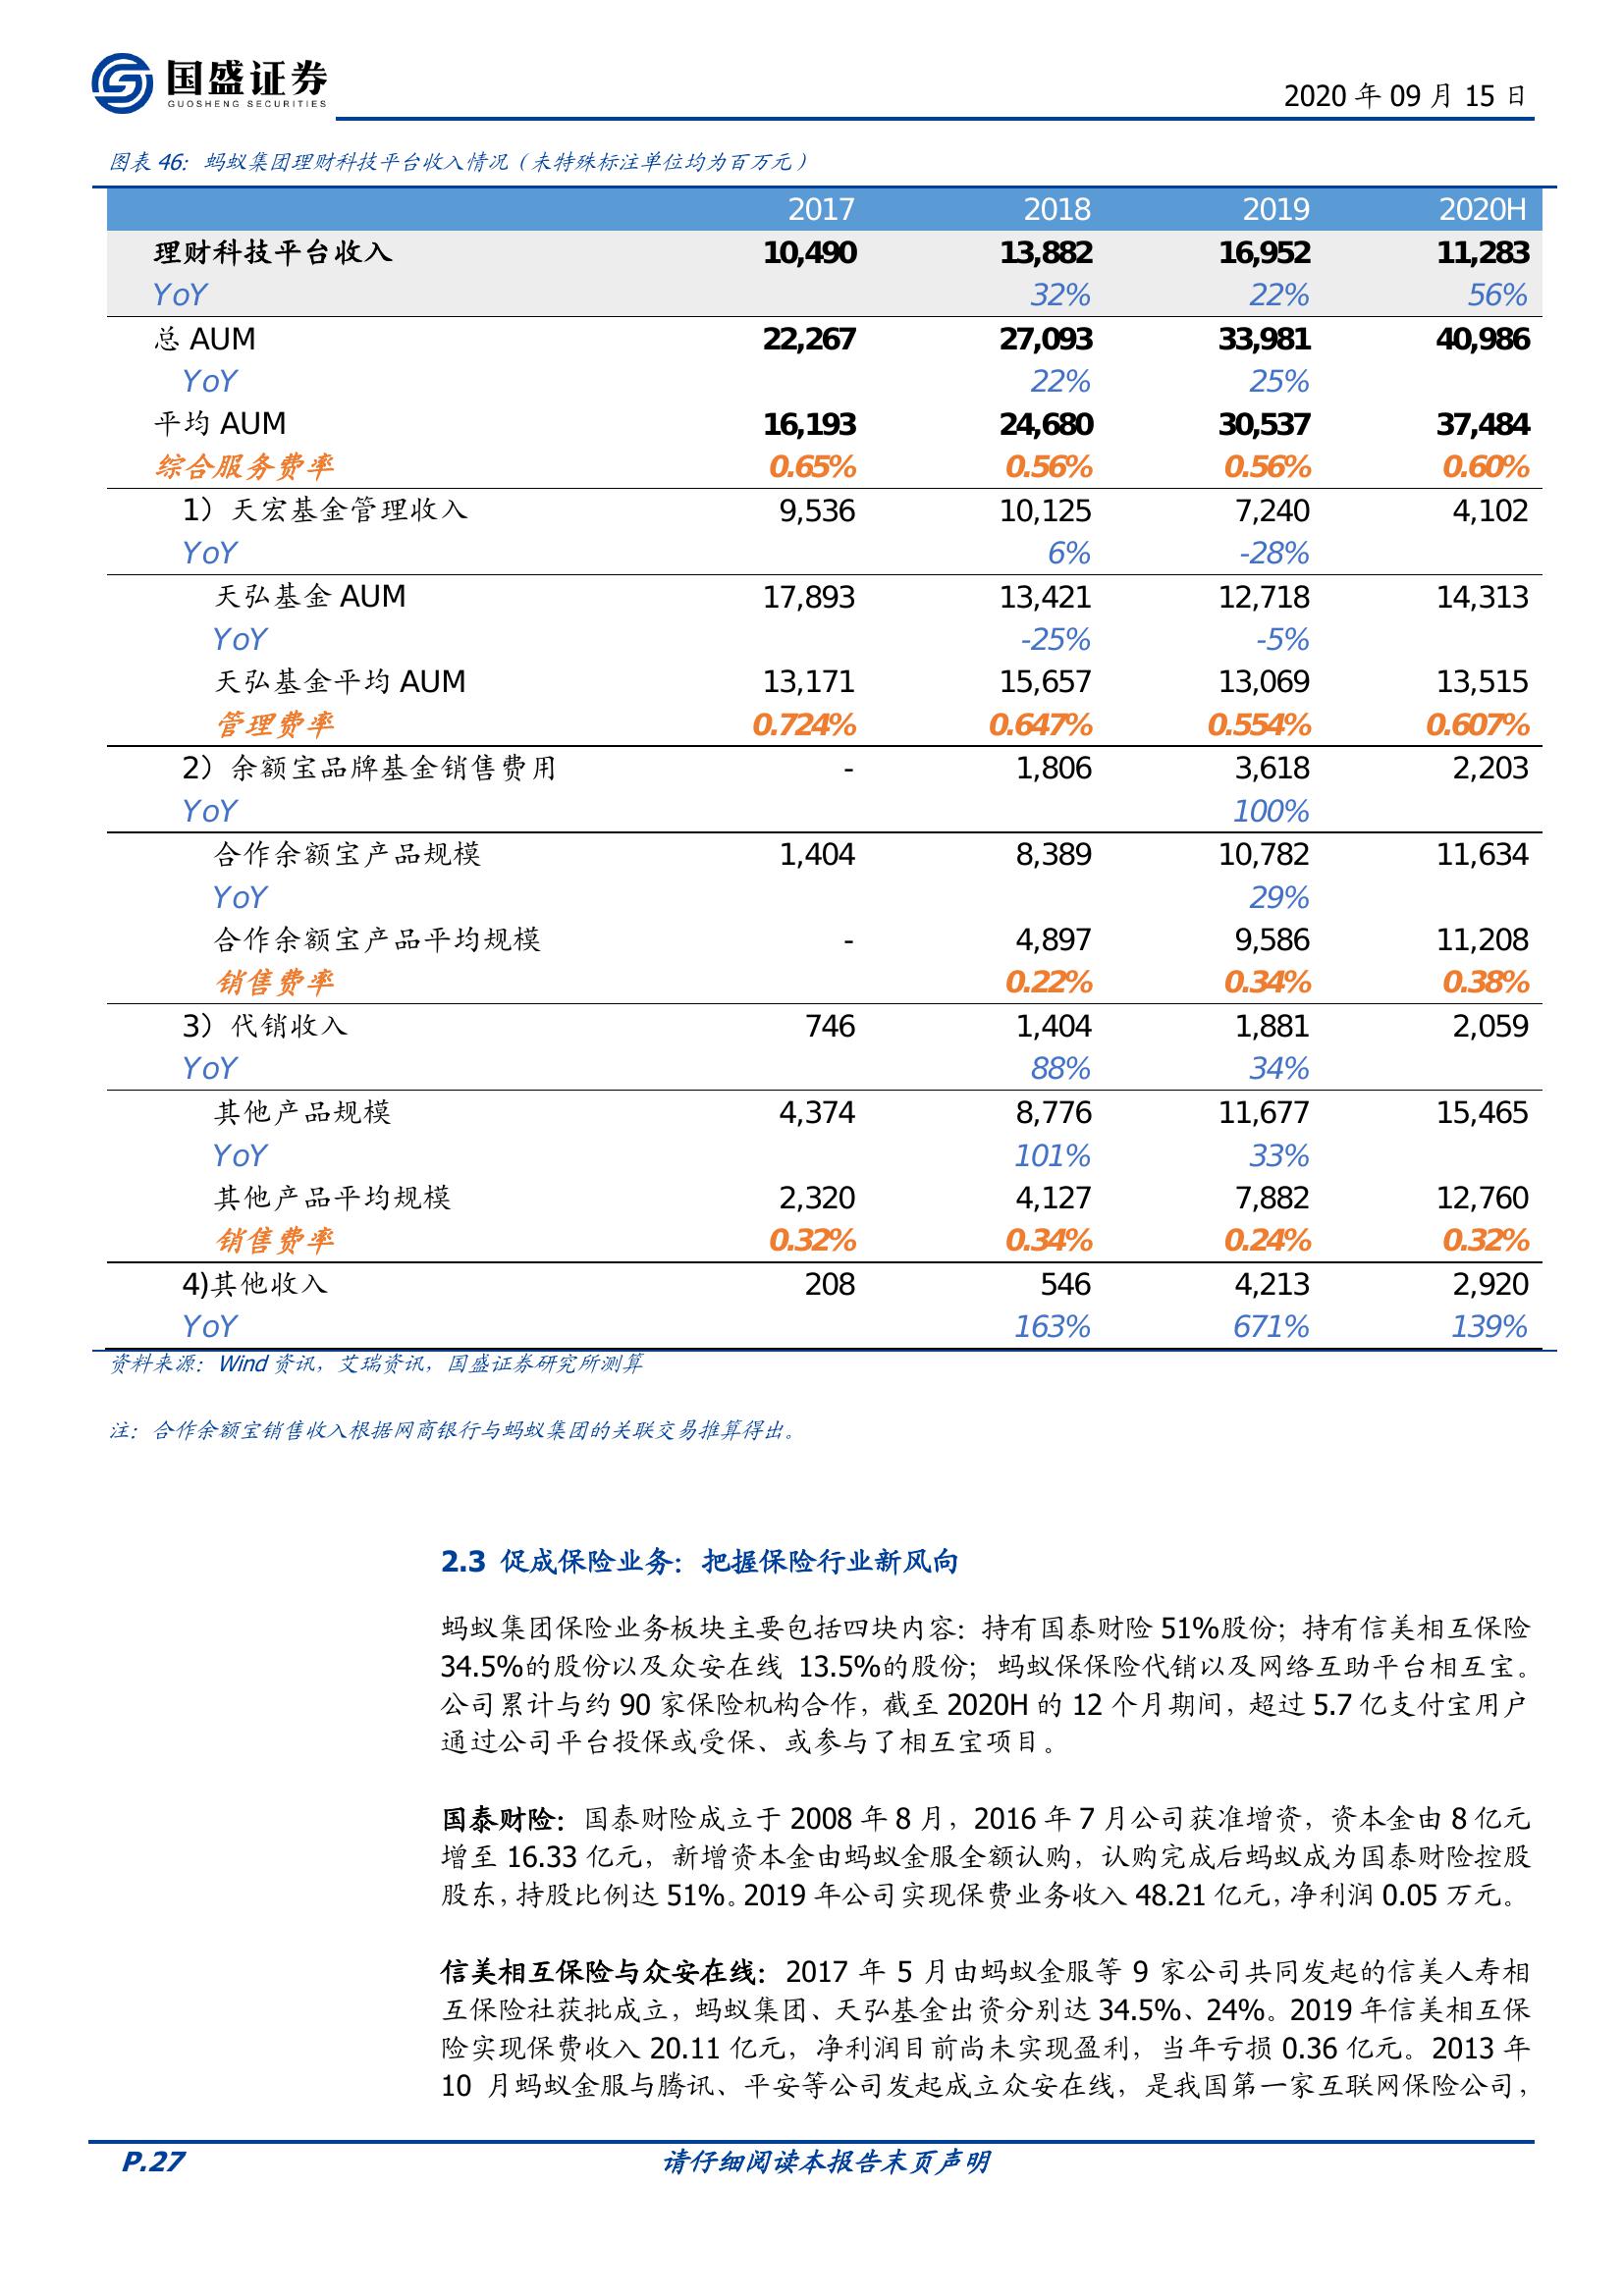 国盛证券
GUOSHENG SECURITIES
2020 年 09 月 15 日
图表 46：蚂蚁集团理财科技平台收入情况（未特殊标注单位均为百万元）
2017 2018 2019 2020H
理财科技平台收入 10,490 13,882 16,952 11,283
YoY 32% 22% 56%
总 AUM 22,267 27,093 33,981 40,986
YoY 22% 25%
平均 AUM 16,193 24,680 30,537 37,484
综合服务费率 0.65% 0.56% 0.56% 0.60%
1）天宏基金管理收入 9,536 10,125 7,240 4,102
YoY 6% -28%
天弘基金 AUM 17,893 13,421 12,718 14,313
YoY -25% -5%
天弘基金平均 AUM 13,171 15,657 13,069 13,515
管理费率 0.724% 0.647% 0.554% 0.607%
2）余额宝品牌基金销售费用 - 1,806 3,618 2,203
YoY 100%
合作余额宝产品规模 1,404 8,389 10,782 11,634
YoY 29%
合作余额宝产品平均规模 - 4,897 9,586 11,208
销售费率 0.22% 0.34% 0.38%
3）代销收入 746 1,404 1,881 2,059
YoY 88% 34%
其他产品规模 4,374 8,776 11,677 15,465
YoY 101% 33%
其他产品平均规模 2,320 4,127 7,882 12,760
销售费率 0.32% 0.34% 0.24% 0.32%
4)其他收入 208 546 4,213 2,920
YoY 163% 671% 139%
资料来源：Wind 资讯，艾瑞资讯，国盛证券研究所测算
注：合作余额宝销售收入根据网商银行与蚂蚁集团的关联交易推算得出。
2.3 促成保险业务：把握保险行业新风向
蚂蚁集团保险业务板块主要包括四块内容：持有国泰财险 51%股份；持有信美相互保险
34.5%的股份以及众安在线 13.5%的股份；蚂蚁保保险代销以及网络互助平台相互宝。
公司累计与约 90 家保险机构合作，截至 2020H 的 12 个月期间，超过 5.7 亿支付宝用户
通过公司平台投保或受保、或参与了相互宝项目。
国泰财险：国泰财险成立于 2008 年 8 月，2016 年 7 月公司获准增资，资本金由 8 亿元
增至 16.33 亿元，新增资本金由蚂蚁金服全额认购，认购完成后蚂蚁成为国泰财险控股
股东，持股比例达 51%。2019 年公司实现保费业务收入 48.21 亿元，净利润 0.05 万元。
信美相互保险与众安在线：2017 年 5 月由蚂蚁金服等 9 家公司共同发起的信美人寿相
互保险社获批成立，蚂蚁集团、天弘基金出资分别达 34.5%、24%。2019 年信美相互保
险实现保费收入 20.11 亿元，净利润目前尚未实现盈利，当年亏损 0.36 亿元。2013 年
10 月蚂蚁金服与腾讯、平安等公司发起成立众安在线，是我国第一家互联网保险公司，
P.27 请仔细阅读本报告末页声明